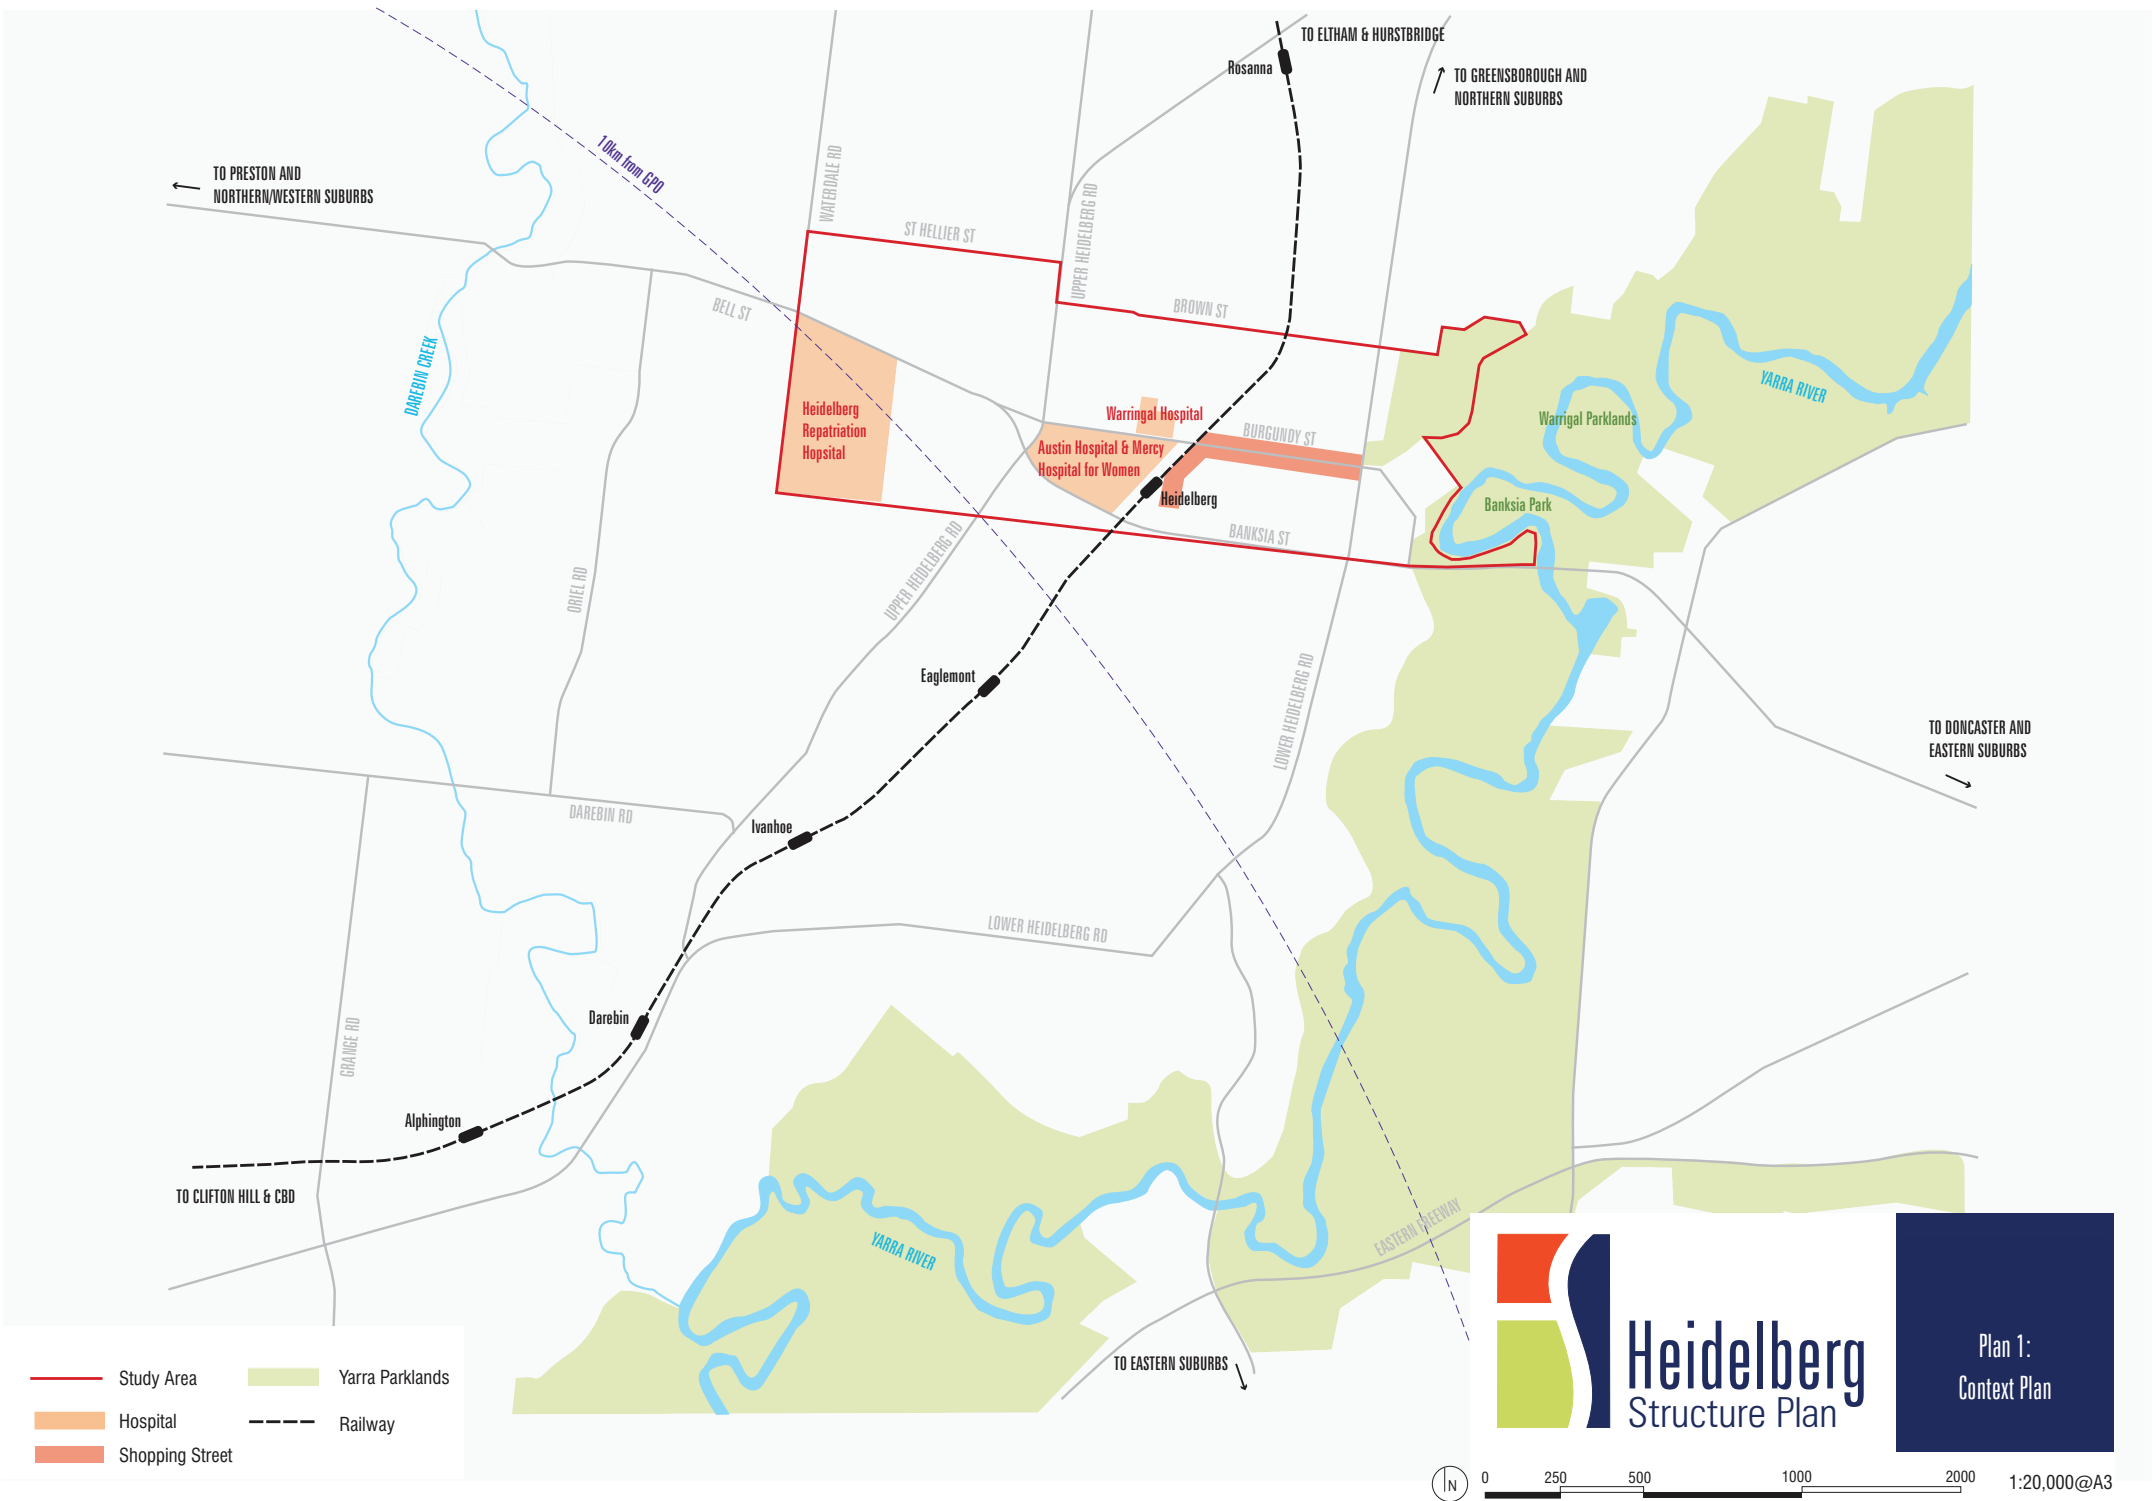 TO ELTHAM & HURSTBRIDGE
Rosanna
TO GREENSBOROUGH AND
NORTHERN SUBURBS
10km from GPO
TO PRESTON AND
NORTHERN/WESTERN SUBURBS
WATERDALE RD
ST HELLIER ST
UPPER HEIDELBERG RD
BELL ST
BROWN ST
DAREBIN CREEK
YARRA RIVER
Heidelberg
Repatriation
Hopsital
Warringal Hospital
Warrigal Parklands
BURGUNDY ST
Austin Hospital & Mercy
Hospital for Women
Heidelberg
Banksia Park
BANKSIA ST
UPPER HEIDELBERG RD
ORIEL RD
Eaglemont
LOWER HEIDELBERG RD
TO DONCASTER AND
EASTERN SUBURBS
DAREBIN RD
Ivanhoe
LOWER HEIDELBERG RD
Darebin
GRANGE RD
Alphington
TO CLIFTON HILL & CBD
YARRA RIVER
EASTERN FREEWAY
TO EASTERN SUBURBS
Study Area
Yarra Parklands
Hospital
Railway
Shopping Street
Heidelberg
Structure Plan
Plan 1:
Context Plan
N
0 250 500 1000 2000
1:20,000@A3